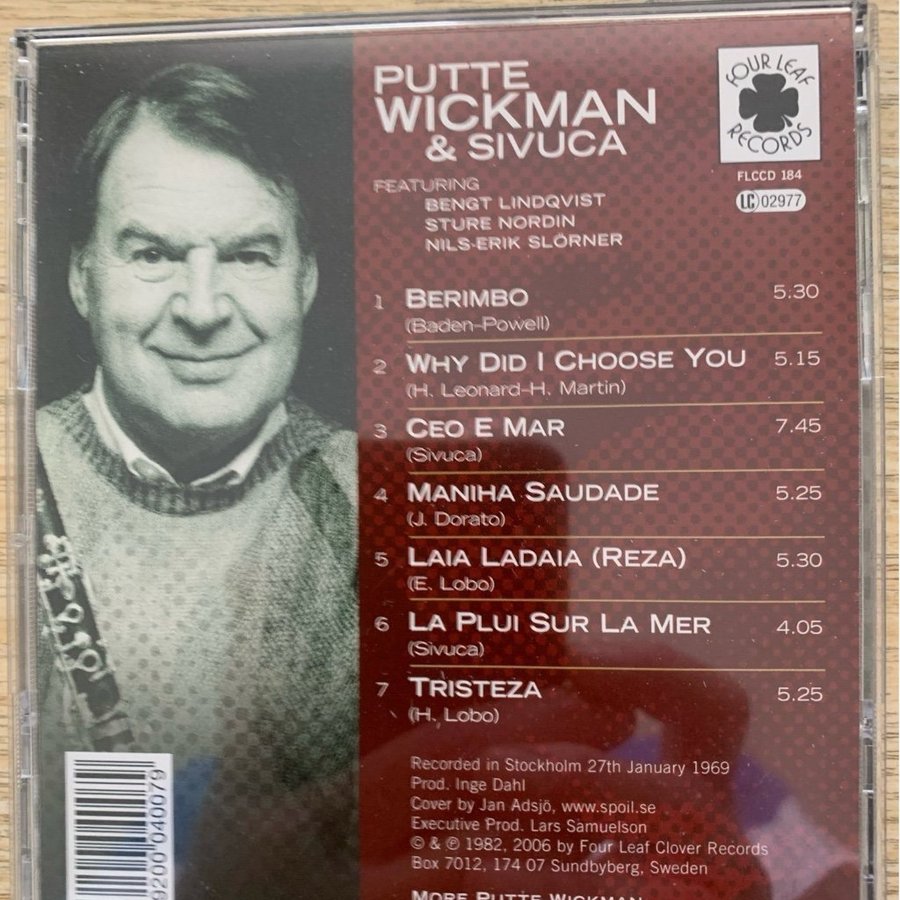 PUTTE
WICKMAN
& SIVUCA
FOUR LEAF
RECORDS
FLCCD 184
LC 02977
FEATURING
BENGT LINDQVIST
STURE NORDIN
NILS-ERIK SLÖRNER
1 BERIMBO 5:30
(Baden-Powell)
2 WHY DID I CHOOSE YOU 5.15
(H. Leonard-H. Martin)
3 CEO E MAR 7.45
(Sivuca)
4 MANIHA SAUDADE 5.25
(J. Dorato)
5 LAIA LADAIA (REZA) 5.30
(E. Lobo)
6 LA PLUI SUR LA MER 4.05
(Sivuca)
7 TRISTEZA 5.25
(H. Lobo)
Recorded in Stockholm 27th January 1969
Prod. Inge Dahl
Cover by Jan Adsjö, www.spoil.se
Executive Prod. Lars Samuelson
© & ℗ 1982, 2006 by Four Leaf Clover Records
Box 7012, 174 07 Sundbyberg, Sweden
MORE PUTTE WICKMAN
9200 040079